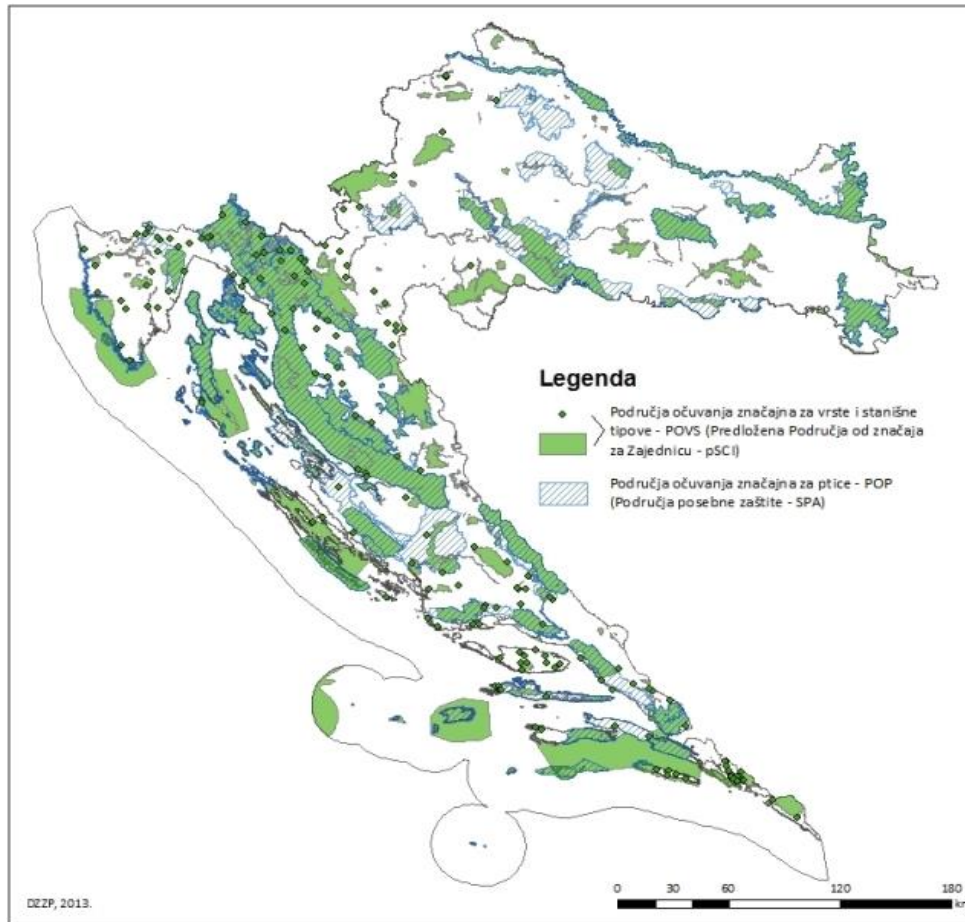 Legenda
Područja očuvanja značajna za vrste i stanišne
tipove - POVS (Predložena Područja od značaja
za Zajednicu - pSCI)
Područja očuvanja značajna za ptice - POP
(Područja posebne zaštite - SPA)
DZZP, 2013.
0 30 60 120 180
km